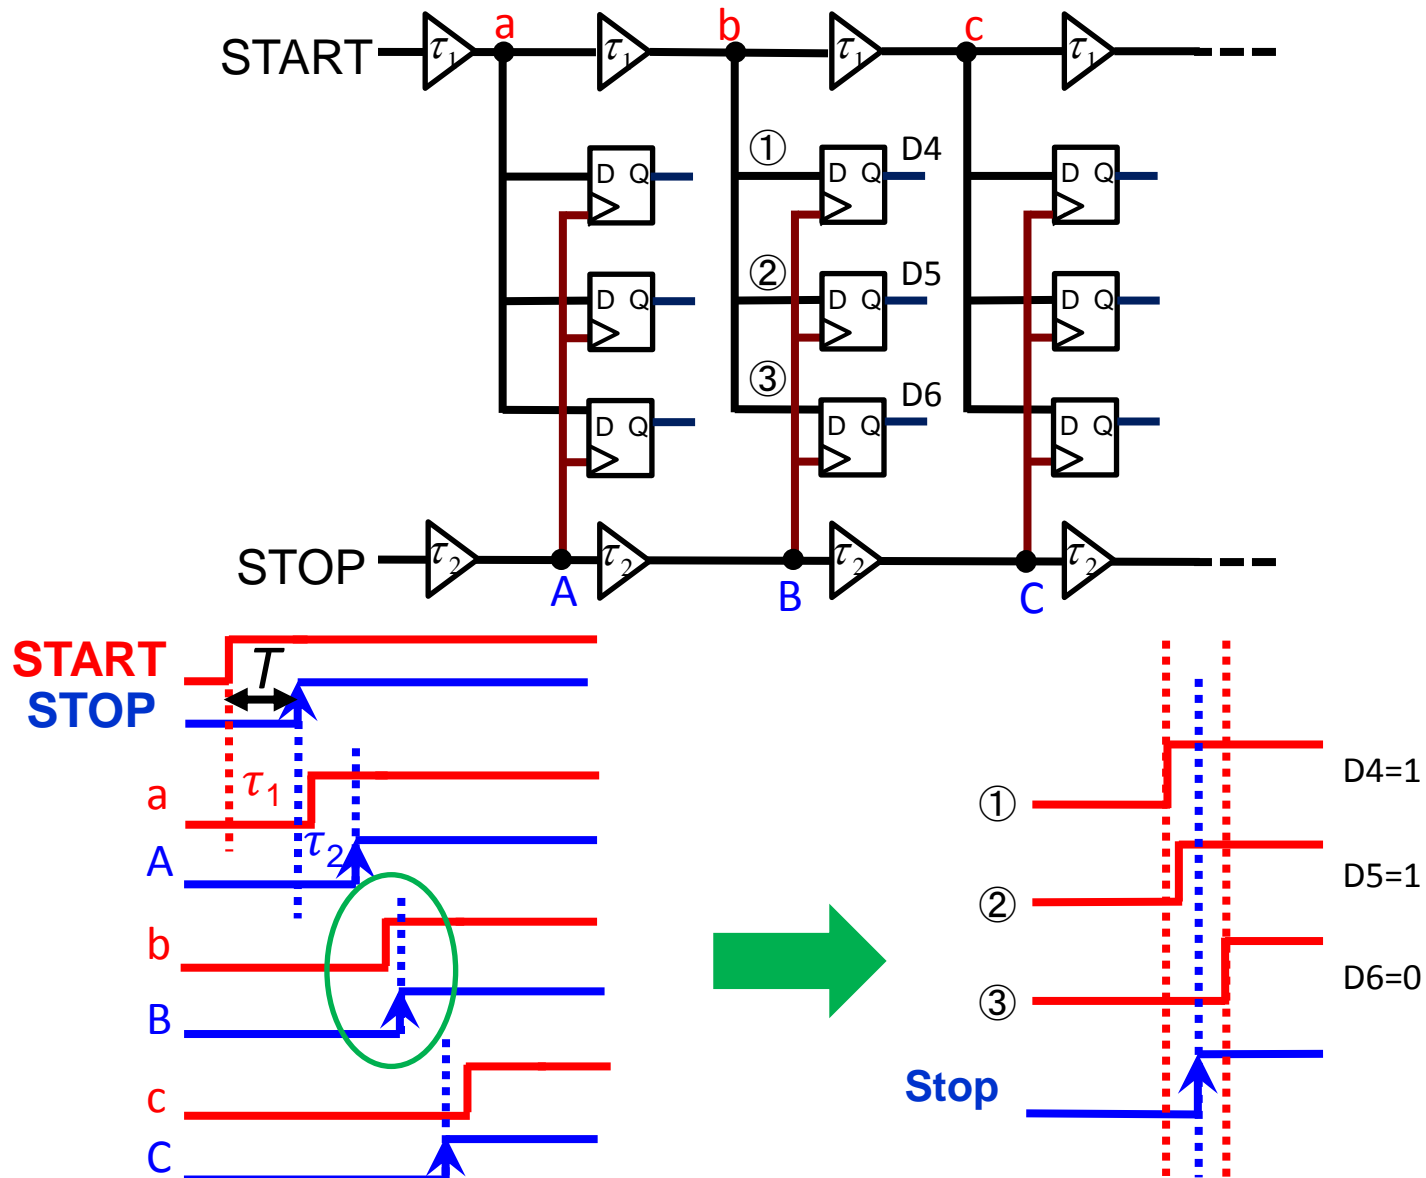 a b c
START τ1 τ1 τ1 τ1
① D4
D Q D Q D Q
② D5
D Q D Q D Q
③ D6
D Q D Q D Q
STOP τ2 τ2 τ2 τ2
A B C
START
T
STOP
τ1
a
τ2
A
b
B
c
C
① D4=1
② D5=1
③ D6=0
Stop